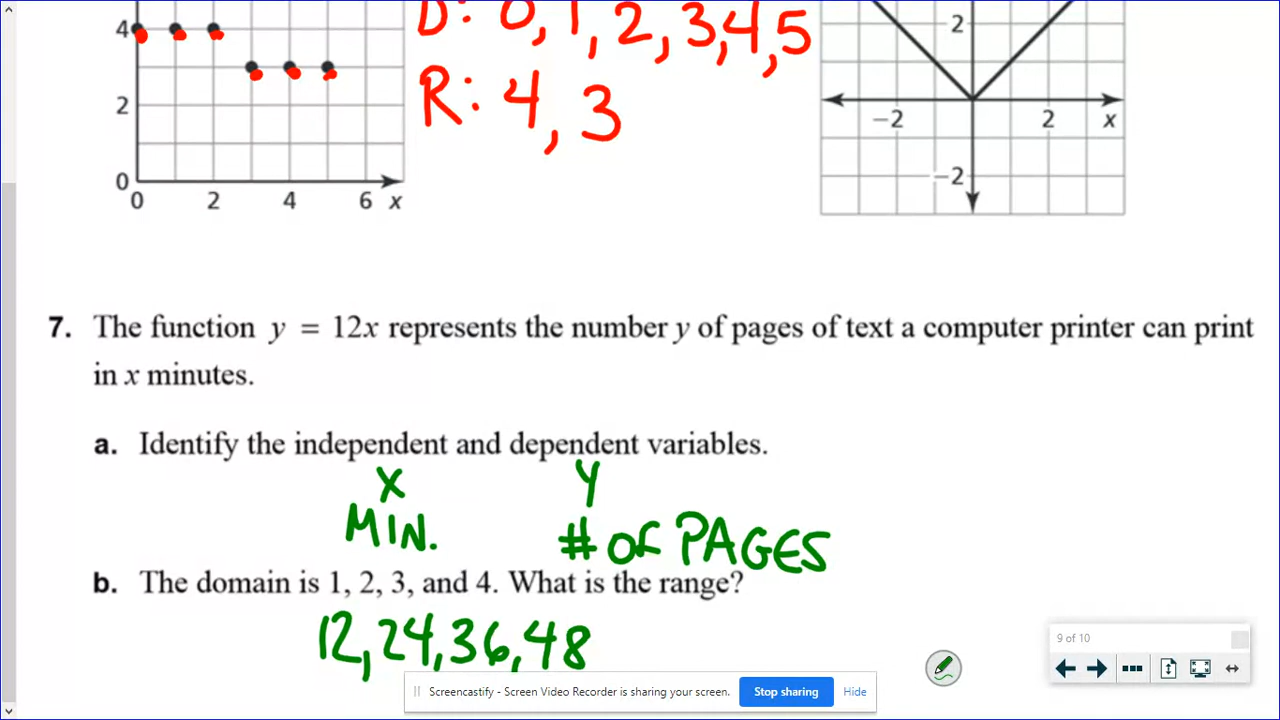 4
D: 0, 1, 2, 3, 4, 5
2
R: 4, 3
2
0
0 2 4 6 x
-2 2 x
-2
7. The function y = 12x represents the number y of pages of text a computer printer can print
in x minutes.
a. Identify the independent and dependent variables.
X Y
MIN. # of PAGES
b. The domain is 1, 2, 3, and 4. What is the range?
12, 24, 36, 48
9 of 10
Screencastify - Screen Video Recorder is sharing your screen. Stop sharing Hide